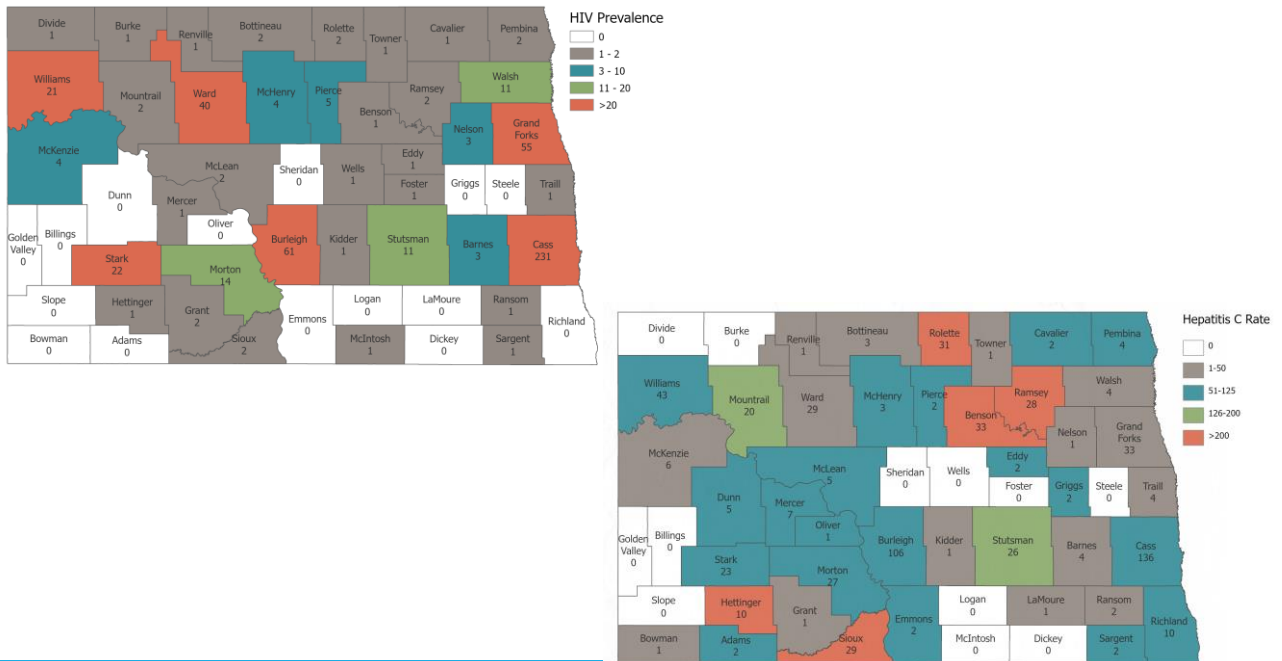 HIV Prevalence
0
1 - 2
3 - 10
11 - 20
>20
Divide
1
Burke
1
Renville
1
Bottineau
2
Rolette
2
Towner
1
Cavalier
1
Pembina
2
Williams
21
Mountrail
2
Ward
40
McHenry
4
Pierce
5
Benson
1
Ramsey
2
Walsh
11
McKenzie
4
Nelson
3
Grand
Forks
55
Dunn
0
McLean
2
Mercer
1
Sheridan
0
Wells
1
Eddy
1
Foster
1
Griggs
0
Steele
0
Traill
1
Golden
Valley
0
Billings
0
Oliver
0
Stark
22
Morton
14
Burleigh
61
Kidder
1
Stutsman
11
Barnes
3
Cass
231
Slope
0
Hettinger
1
Grant
2
Emmons
0
Logan
0
LaMoure
0
Ransom
1
Richland
0
Bowman
0
Adams
0
Sioux
2
McIntosh
1
Dickey
0
Sargent
1
Hepatitis C Rate
0
1-50
51-125
126-200
>200
Divide
0
Burke
0
Renville
1
Bottineau
3
Rolette
31
Towner
1
Cavalier
2
Pembina
4
Williams
43
Mountrail
20
Ward
29
McHenry
3
Pierce
2
Benson
33
Ramsey
28
Walsh
4
McKenzie
6
Nelson
1
Grand
Forks
33
Dunn
5
McLean
5
Mercer
7
Oliver
1
Sheridan
0
Wells
0
Eddy
2
Foster
0
Griggs
2
Steele
0
Traill
4
Golden
Valley
0
Billings
0
Stark
23
Morton
27
Burleigh
106
Kidder
1
Stutsman
26
Barnes
4
Cass
136
Slope
0
Hettinger
10
Grant
1
Emmons
2
Logan
0
LaMoure
1
Ransom
2
Richland
10
Bowman
1
Adams
2
Sioux
29
McIntosh
0
Dickey
0
Sargent
2